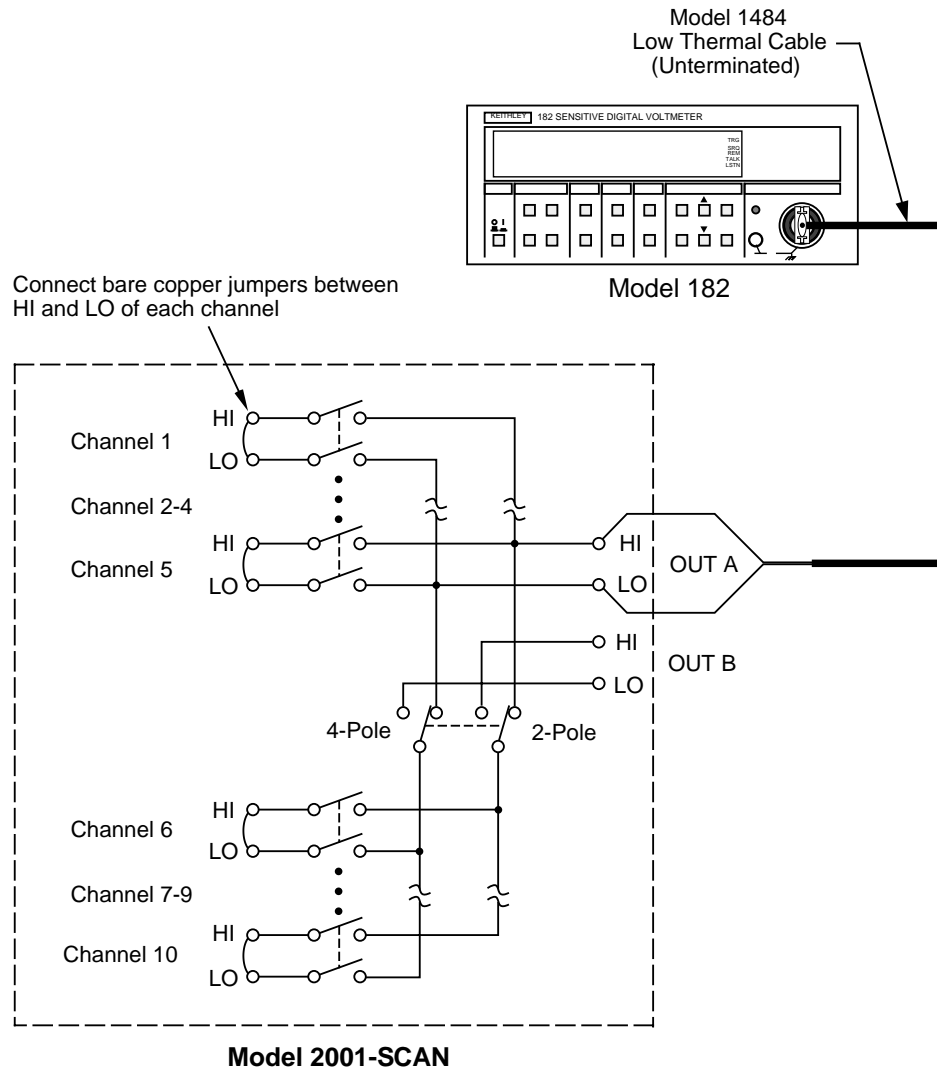 Model 1484
Low Thermal Cable
(Unterminated)
KEITHLEY 182 SENSITIVE DIGITAL VOLTMETER
TRG
SRQ
REM
TALK
LSTN
O I
Model 182
Connect bare copper jumpers between
HI and LO of each channel
HI
Channel 1
LO
Channel 2-4
HI
HI
Channel 5
OUT A
LO
LO
HI
OUT B
LO
4-Pole
2-Pole
HI
Channel 6
LO
Channel 7-9
HI
Channel 10
LO
Model 2001-SCAN